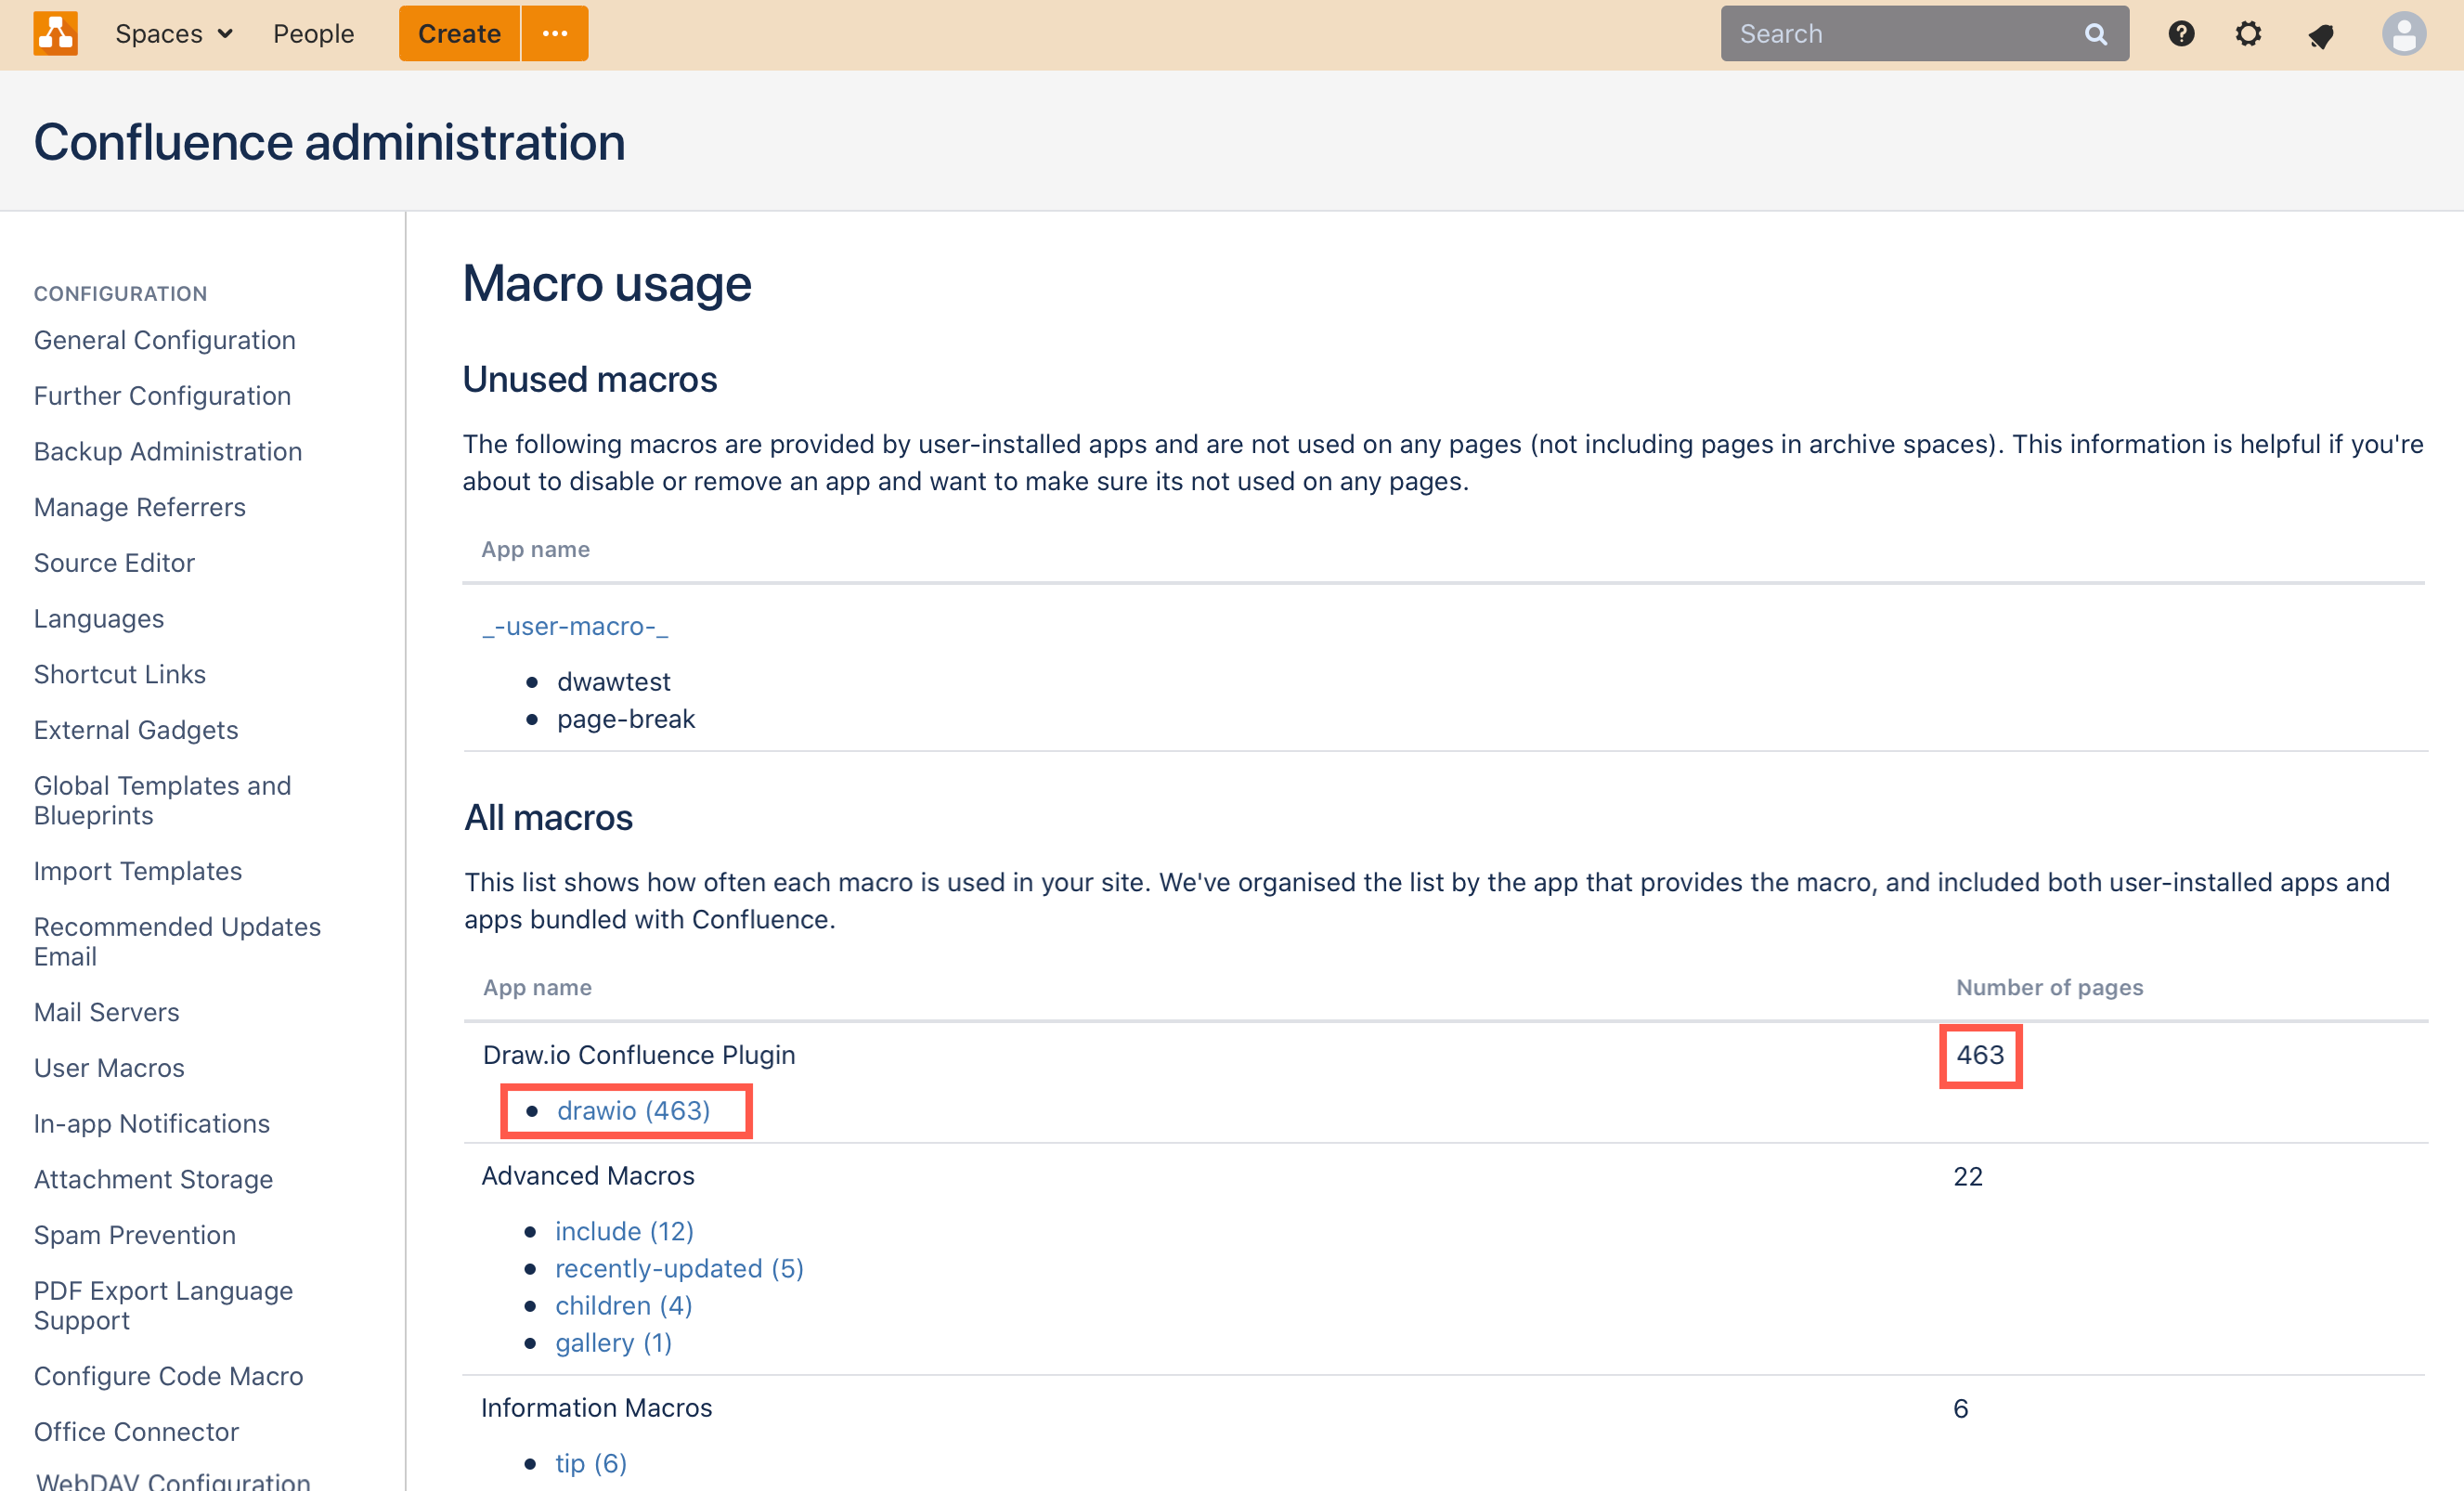 Spaces
People
Create
Search
Confluence administration
CONFIGURATION
General Configuration
Further Configuration
Backup Administration
Manage Referrers
Source Editor
Languages
Shortcut Links
External Gadgets
Global Templates and
Blueprints
Import Templates
Recommended Updates
Email
Mail Servers
User Macros
In-app Notifications
Attachment Storage
Spam Prevention
PDF Export Language
Support
Configure Code Macro
Office Connector
WebDAV Configuration
Macro usage
Unused macros
The following macros are provided by user-installed apps and are not used on any pages (not including pages in archive spaces). This information is helpful if you're
about to disable or remove an app and want to make sure its not used on any pages.
App name
_-user-macro-_
• dwawtest
• page-break
All macros
This list shows how often each macro is used in your site. We've organised the list by the app that provides the macro, and included both user-installed apps and
apps bundled with Confluence.
App name Number of pages
Draw.io Confluence Plugin 463
• drawio (463)
Advanced Macros 22
• include (12)
• recently-updated (5)
• children (4)
• gallery (1)
Information Macros 6
• tip (6)